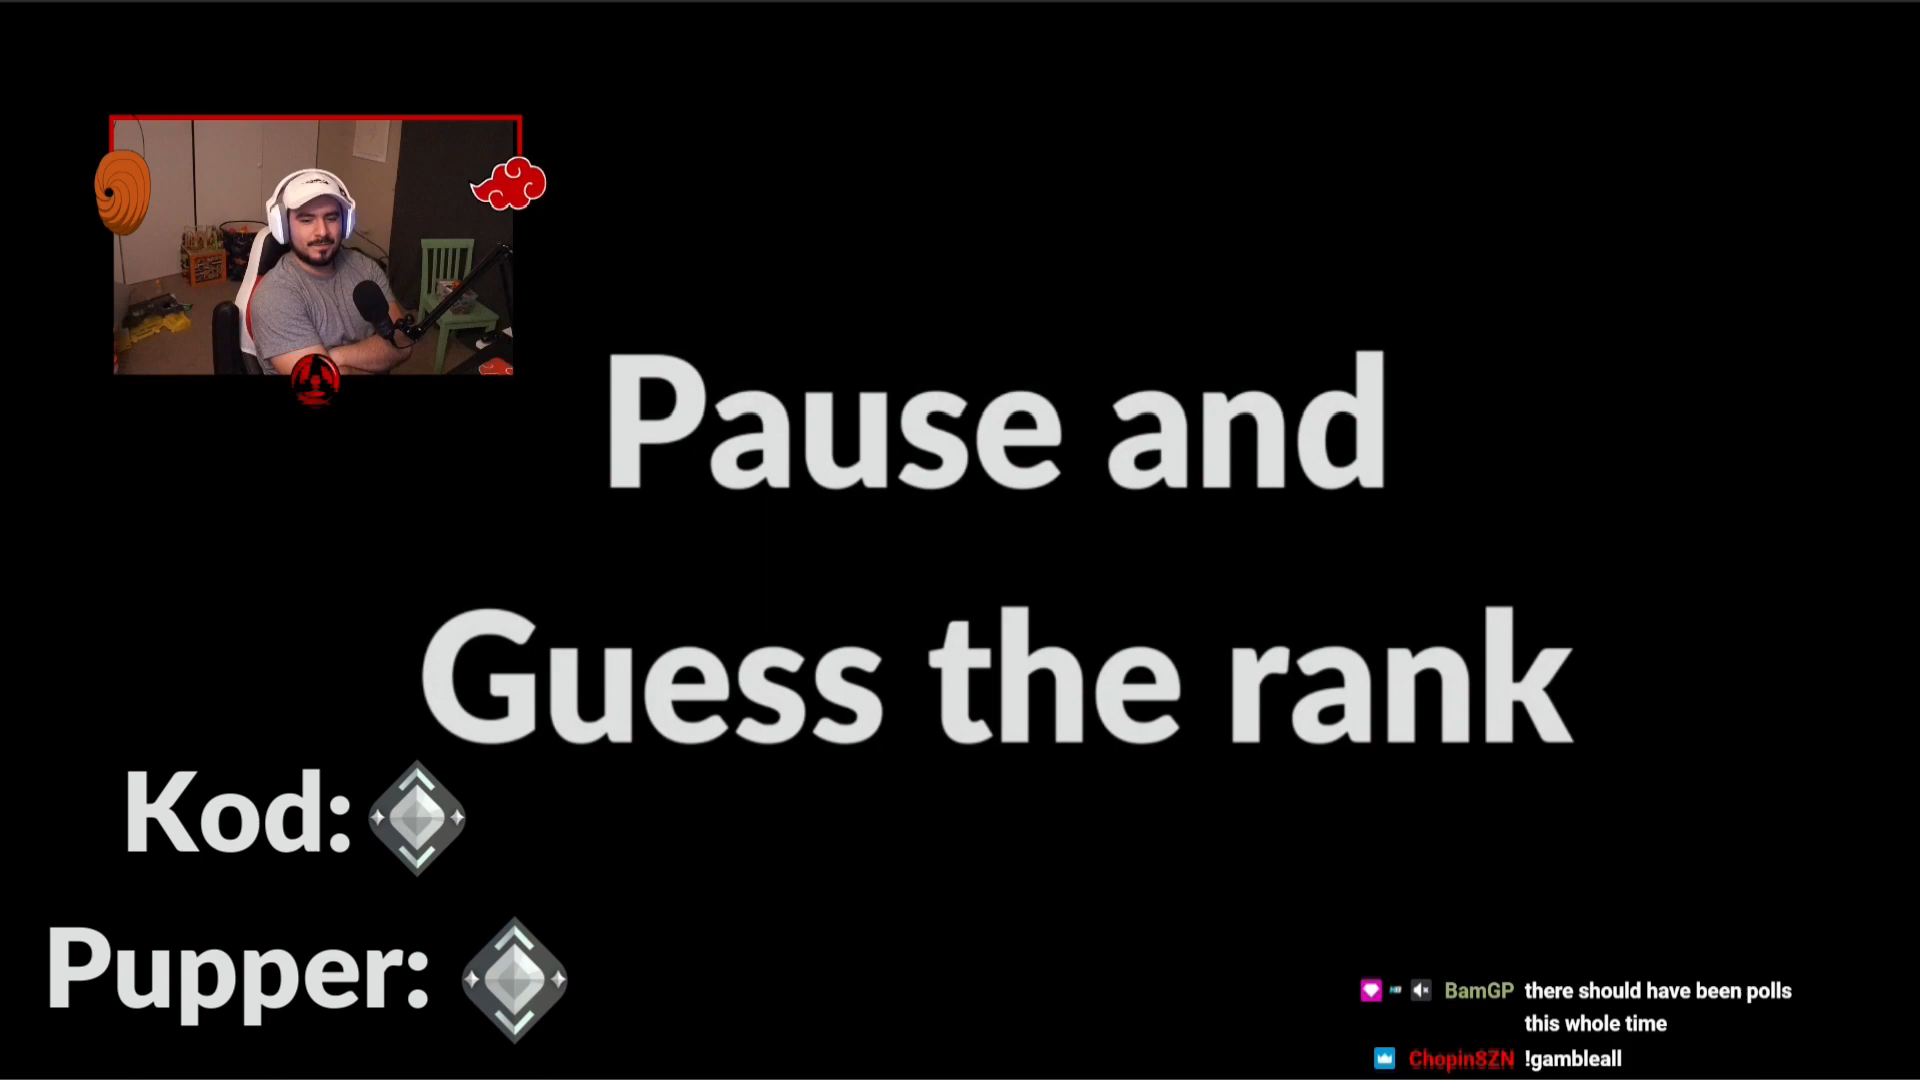 Pause and
Guess the rank
Kod:
Pupper:
BamGP there should have been polls
this whole time
Chopin8ZN !gambleall